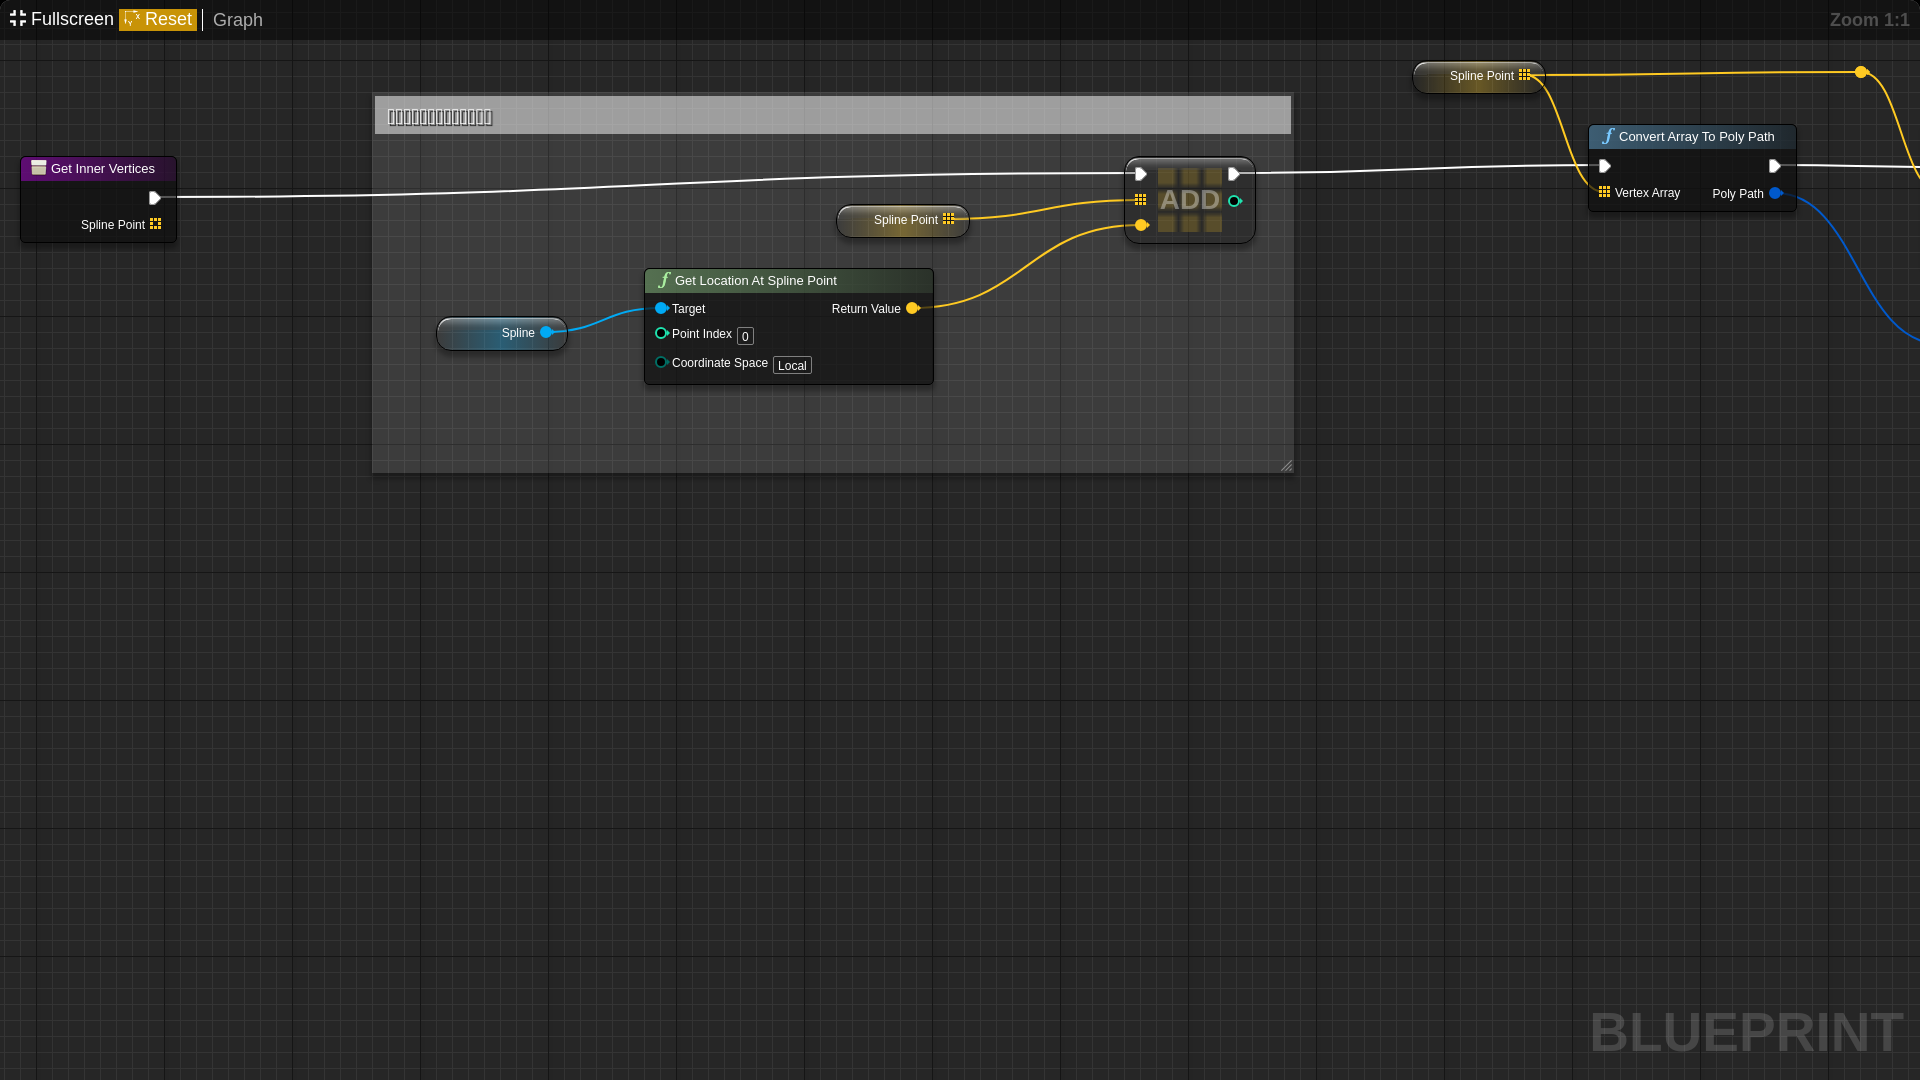 Fullscreen Reset Graph
Zoom 1:1
Spline Point
Convert Array To Poly Path
Vertex Array Poly Path
Get Inner Vertices
Spline Point
ADD
Spline Point
Get Location At Spline Point
Target Return Value
Point Index 0
Coordinate Space Local
Spline
BLUEPRINT